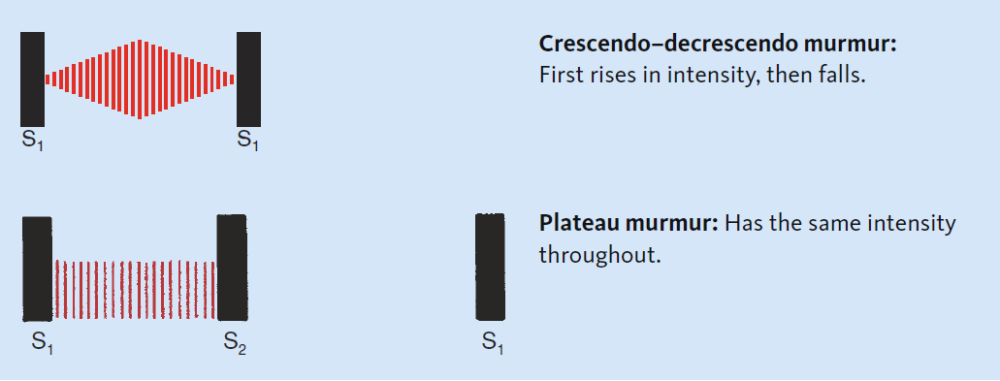 Crescendo–decrescendo murmur:
First rises in intensity, then falls.
S1 S1
Plateau murmur: Has the same intensity
throughout.
S1 S2 S1